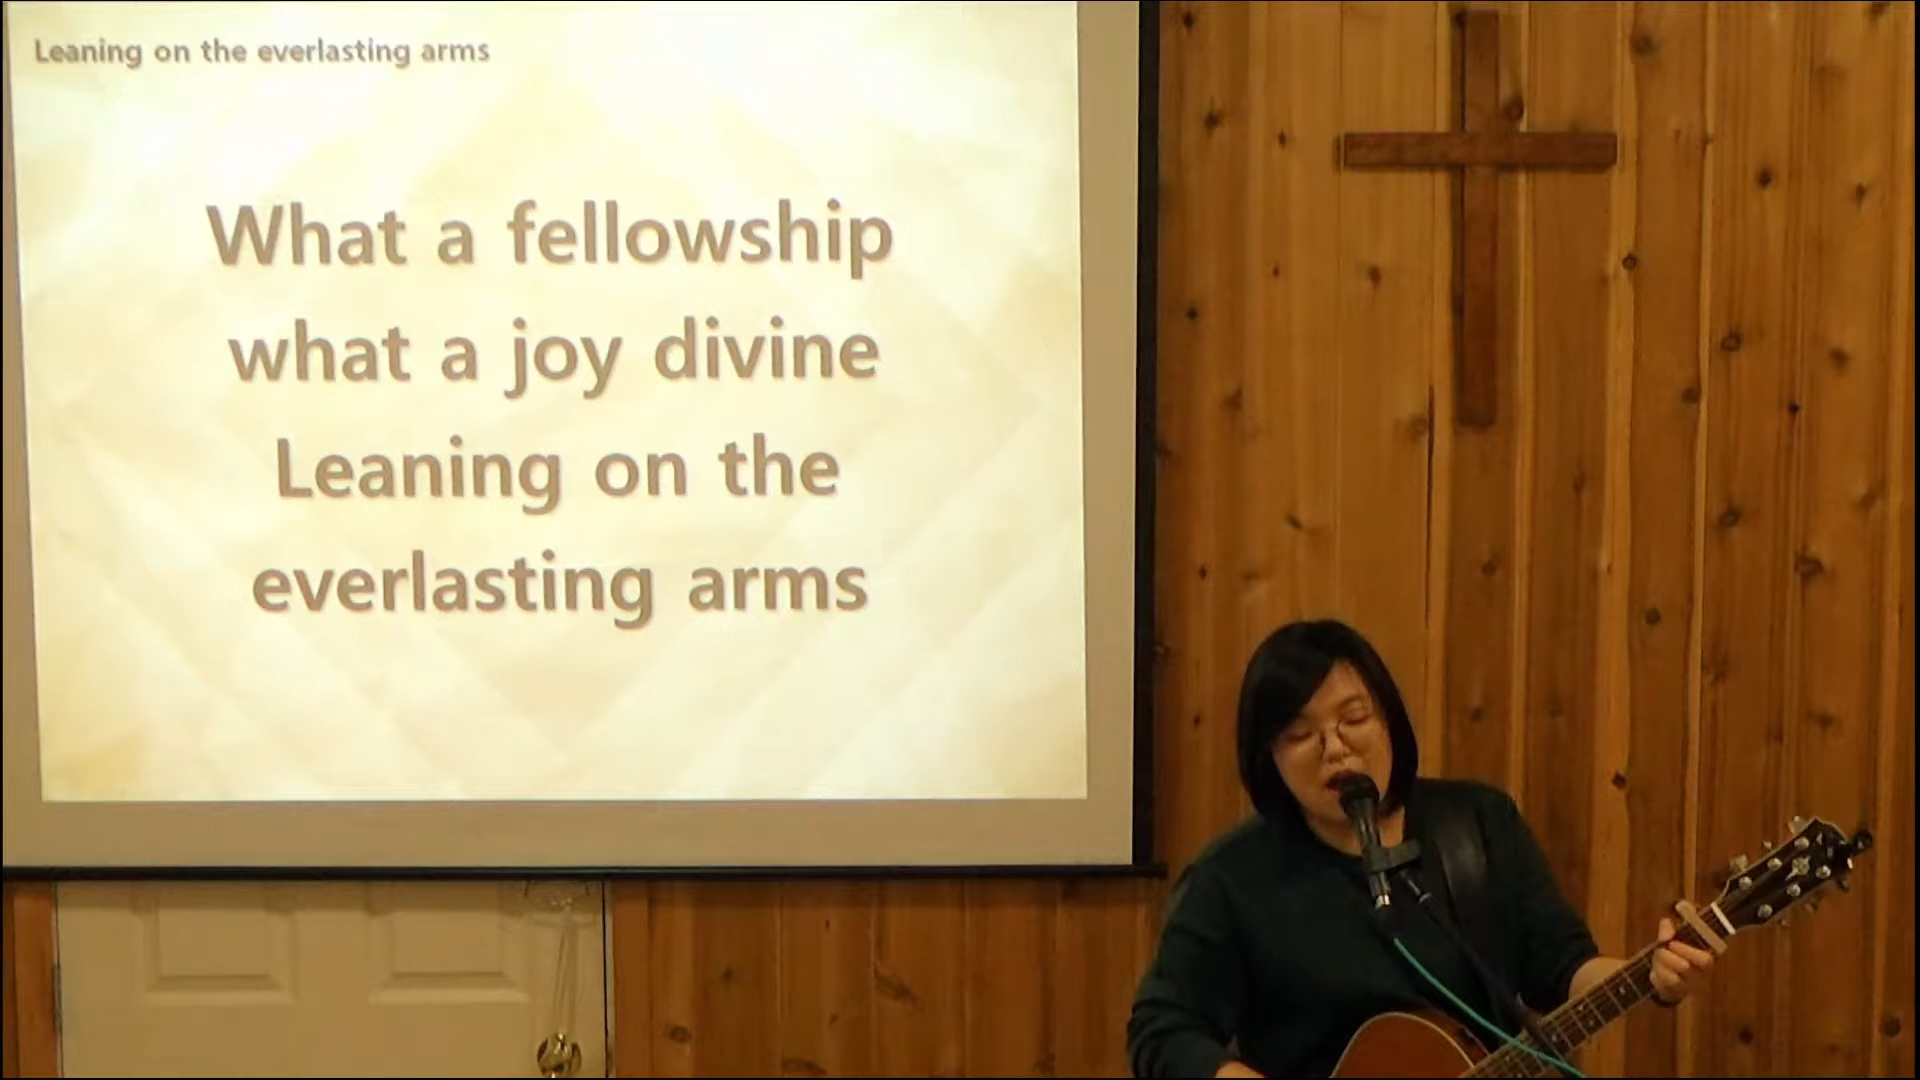 Leaning on the everlasting arms
What a fellowship
what a joy divine
Leaning on the
everlasting arms